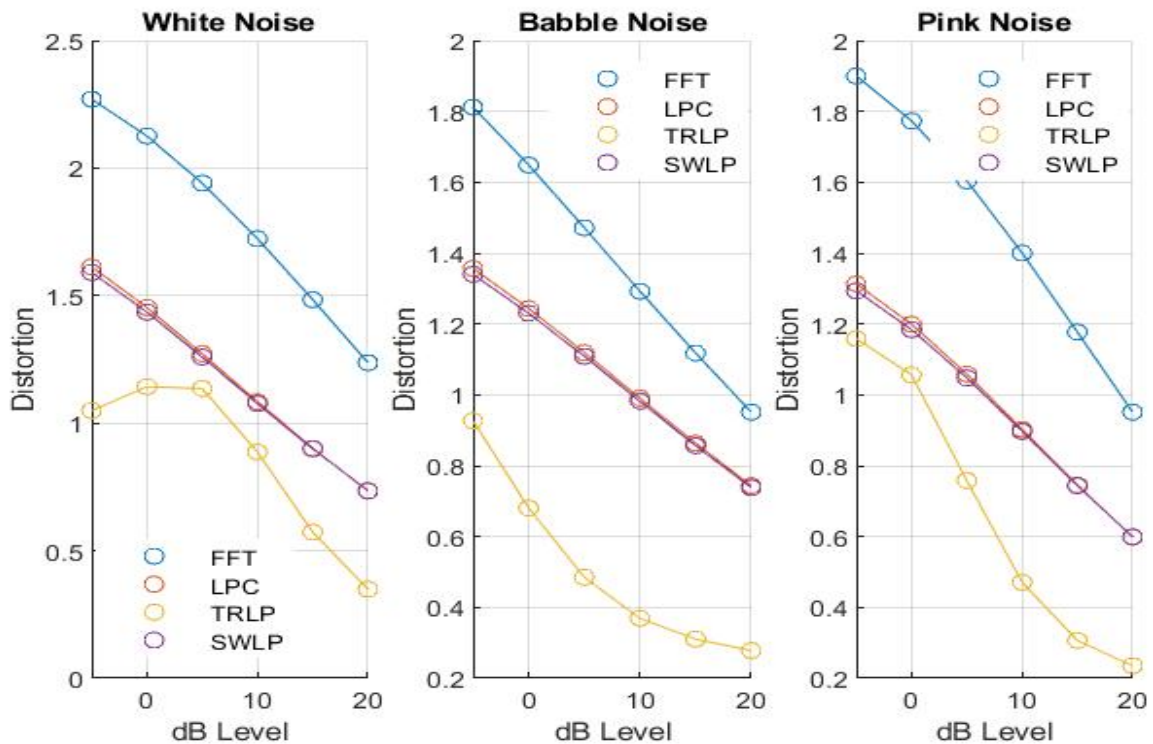 White Noise
2.5
2
1.5
1
0.5
0
Distortion
FFT
LPC
TRLP
SWLP
0
10
20
dB Level
Babble Noise
2
1.8
1.6
1.4
1.2
1
0.8
0.6
0.4
0.2
Distortion
FFT
LPC
TRLP
SWLP
0
10
20
dB Level
Pink Noise
2
1.8
1.6
1.4
1.2
1
0.8
0.6
0.4
0.2
Distortion
FFT
LPC
TRLP
SWLP
0
10
20
dB Level